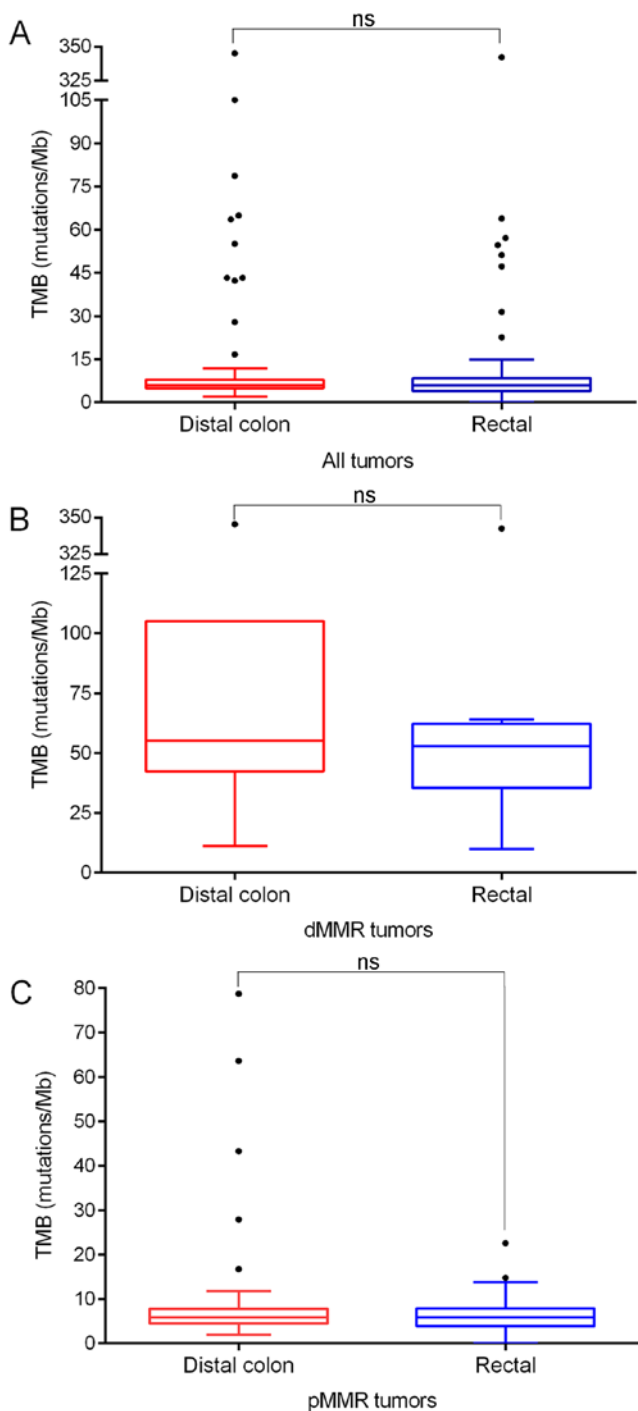 A
ns
350
325
105
90
75
60
45
30
15
0
TMB (mutations/Mb)
Distal colon Rectal
All tumors
B
ns
350
325
125
100
75
50
25
0
TMB (mutations/Mb)
Distal colon Rectal
dMMR tumors
C
ns
80
70
60
50
40
30
20
10
0
TMB (mutations/Mb)
Distal colon Rectal
pMMR tumors